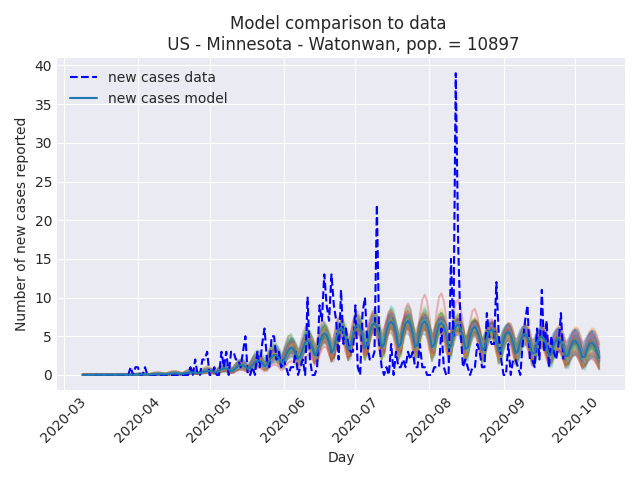 Model comparison to data
US - Minnesota - Watonwan, pop. = 10897
new cases data
new cases model
Number of new cases reported
40
35
30
25
20
15
10
5
0
2020-03
2020-04
2020-05
2020-06
2020-07
2020-08
2020-09
2020-10
Day